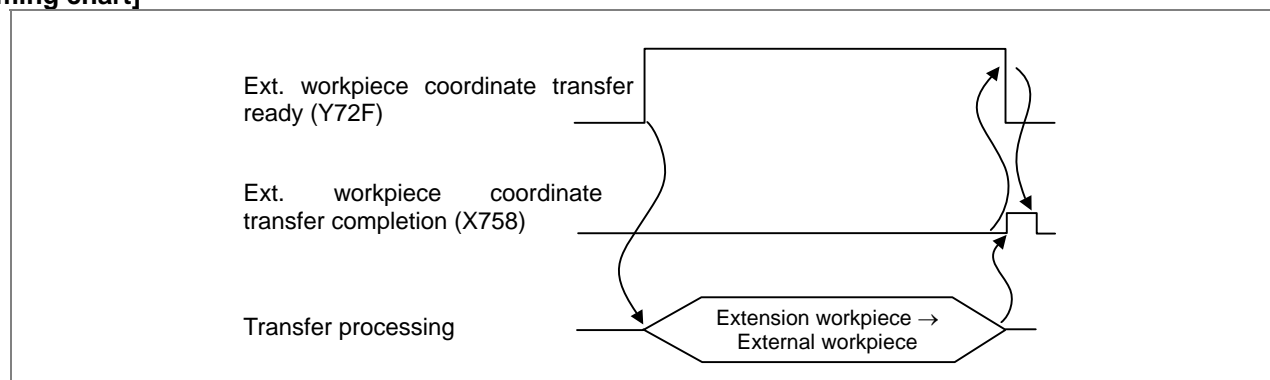 ming chart]
Ext. workpiece coordinate transfer
ready (Y72F)
Ext. workpiece coordinate
transfer completion (X758)
Transfer processing
Extension workpiece →
External workpiece